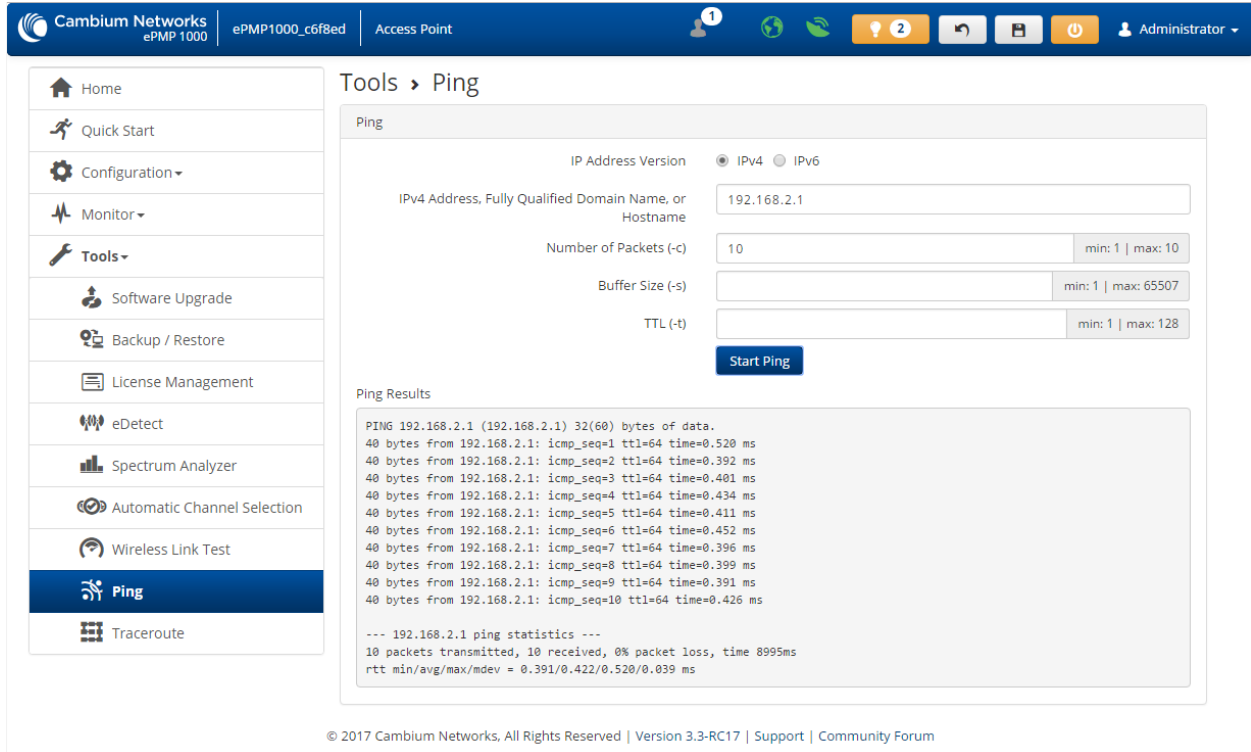 Cambium Networks
ePMP 1000
ePMP1000_c6f8ed
Access Point
1
2
Administrator
Home
Quick Start
Configuration
Monitor
Tools
Software Upgrade
Backup / Restore
License Management
eDetect
Spectrum Analyzer
Automatic Channel Selection
Wireless Link Test
Ping
Traceroute
Tools › Ping
Ping
IP Address Version IPv4 IPv6
IPv4 Address, Fully Qualified Domain Name, or
Hostname
192.168.2.1
Number of Packets (-c) 10 min: 1 | max: 10
Buffer Size (-s) min: 1 | max: 65507
TTL (-t) min: 1 | max: 128
Start Ping
Ping Results
PING 192.168.2.1 (192.168.2.1) 32(60) bytes of data.
40 bytes from 192.168.2.1: icmp_seq=1 ttl=64 time=0.520 ms
40 bytes from 192.168.2.1: icmp_seq=2 ttl=64 time=0.392 ms
40 bytes from 192.168.2.1: icmp_seq=3 ttl=64 time=0.401 ms
40 bytes from 192.168.2.1: icmp_seq=4 ttl=64 time=0.434 ms
40 bytes from 192.168.2.1: icmp_seq=5 ttl=64 time=0.411 ms
40 bytes from 192.168.2.1: icmp_seq=6 ttl=64 time=0.452 ms
40 bytes from 192.168.2.1: icmp_seq=7 ttl=64 time=0.396 ms
40 bytes from 192.168.2.1: icmp_seq=8 ttl=64 time=0.399 ms
40 bytes from 192.168.2.1: icmp_seq=9 ttl=64 time=0.391 ms
40 bytes from 192.168.2.1: icmp_seq=10 ttl=64 time=0.426 ms
--- 192.168.2.1 ping statistics ---
10 packets transmitted, 10 received, 0% packet loss, time 8995ms
rtt min/avg/max/mdev = 0.391/0.422/0.520/0.039 ms
© 2017 Cambium Networks, All Rights Reserved | Version 3.3-RC17 | Support | Community Forum